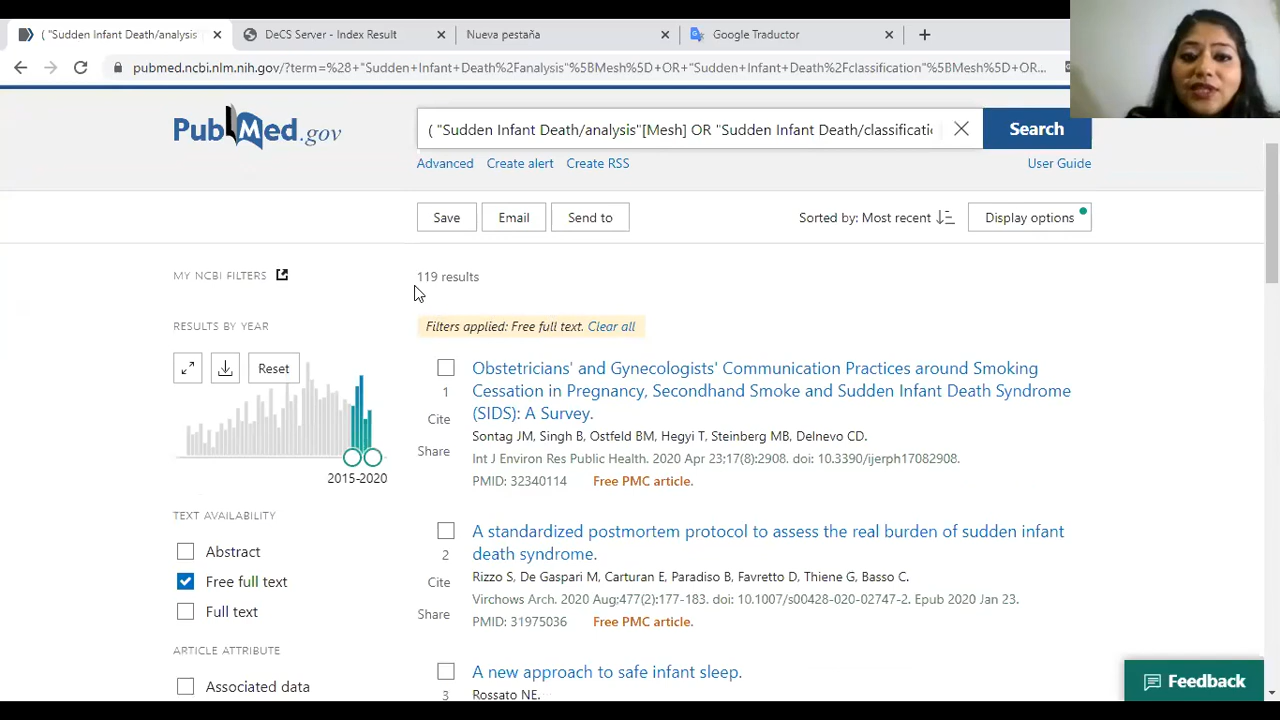 ( "Sudden Infant Death/analysis
DeCS Server - Index Result
Nueva pestaña
Google Traductor
pubmed.ncbi.nlm.nih.gov/?term=%28+"Sudden+Infant+Death%2Fanalysis"%5BMesh%5D+OR+"Sudden+Infant+Death%2Fclassification"%5BMesh%5D+OR...
PubMed.gov
( "Sudden Infant Death/analysis"[Mesh] OR "Sudden Infant Death/classificatio
Search
Advanced
Create alert
Create RSS
User Guide
Save
Email
Send to
Sorted by: Most recent
Display options
MY NCBI FILTERS
119 results
RESULTS BY YEAR
Filters applied: Free full text. Clear all
Reset
2015-2020
TEXT AVAILABILITY
Abstract
Free full text
Full text
ARTICLE ATTRIBUTE
Associated data
1
Cite
Share
Obstetricians' and Gynecologists' Communication Practices around Smoking
Cessation in Pregnancy, Secondhand Smoke and Sudden Infant Death Syndrome
(SIDS): A Survey.
Sontag JM, Singh B, Ostfeld BM, Hegyi T, Steinberg MB, Delnevo CD.
Int J Environ Res Public Health. 2020 Apr 23;17(8):2908. doi: 10.3390/ijerph17082908.
PMID: 32340114 Free PMC article.
2
Cite
Share
A standardized postmortem protocol to assess the real burden of sudden infant
death syndrome.
Rizzo S, De Gaspari M, Carturan E, Paradiso B, Favretto D, Thiene G, Basso C.
Virchows Arch. 2020 Aug;477(2):177-183. doi: 10.1007/s00428-020-02747-2. Epub 2020 Jan 23.
PMID: 31975036 Free PMC article.
3
A new approach to safe infant sleep.
Rossato NE.
Feedback